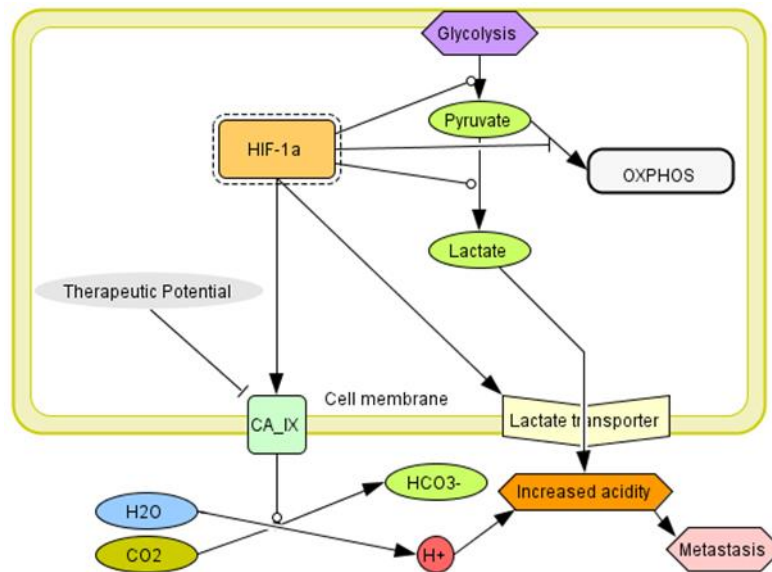 Glycolysis
Pyruvate
HIF-1a
OXPHOS
Lactate
Therapeutic Potential
Cell membrane
CA_IX
Lactate transporter
HCO3-
Increased acidity
H2O
CO2
H+
Metastasis